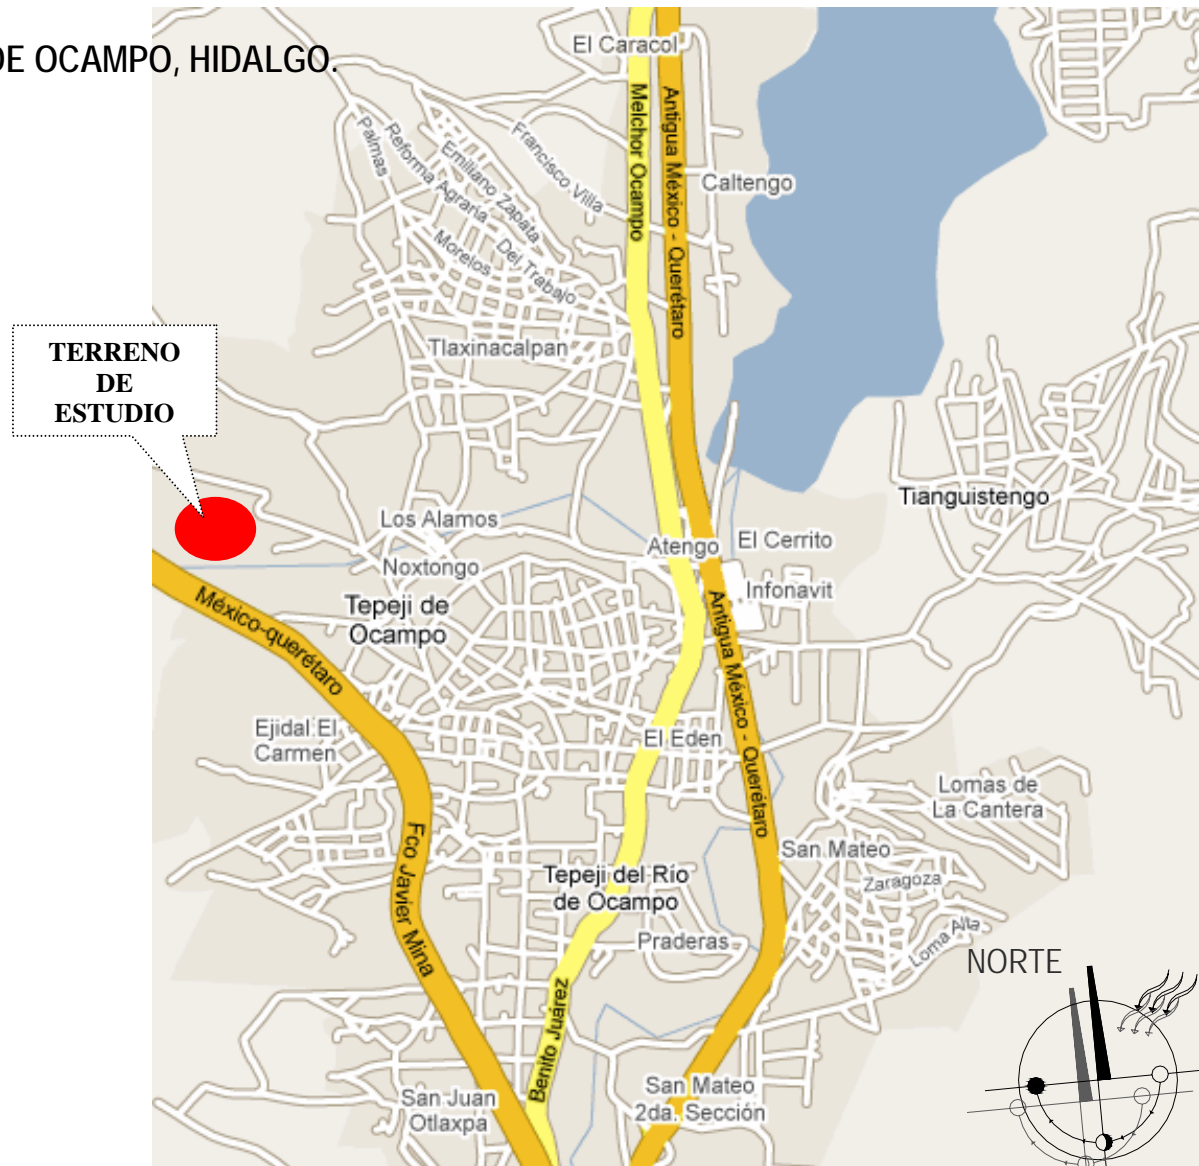 DE OCAMPO, HIDALGO.
El Caracol
Melchor Ocampo
Antigua México - Querétaro
Palmas
Reforma Agraria
Emiliano Zapata
Francisco Villa
Caltengo
Morelos
Del Trabajo
Tlaxinacalpan
TERRENO
DE
ESTUDIO
Tianguistengo
Los Alamos
Atengo
El Cerrito
Noxtongo
Infonavit
Tepeji de
Ocampo
México-querétaro
Antigua México - Querétaro
Ejidal El
Carmen
El Eden
Lomas de
La Cantera
Fco Javier Mina
San Mateo
Zaragoza
Tepeji del Río
de Ocampo
Praderas
Loma Alta
NORTE
Benito Juárez
San Juan
Otlaxpa
San Mateo
2da. Sección